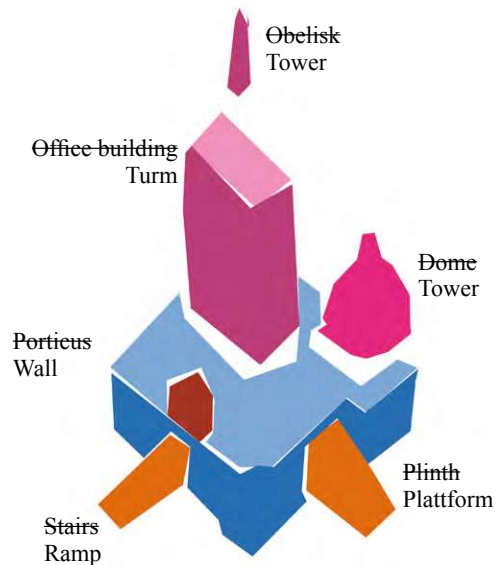 Obelisk
Tower
Office building
Turm
Dome
Tower
Porticus
Wall
Plinth
Plattform
Stairs
Ramp